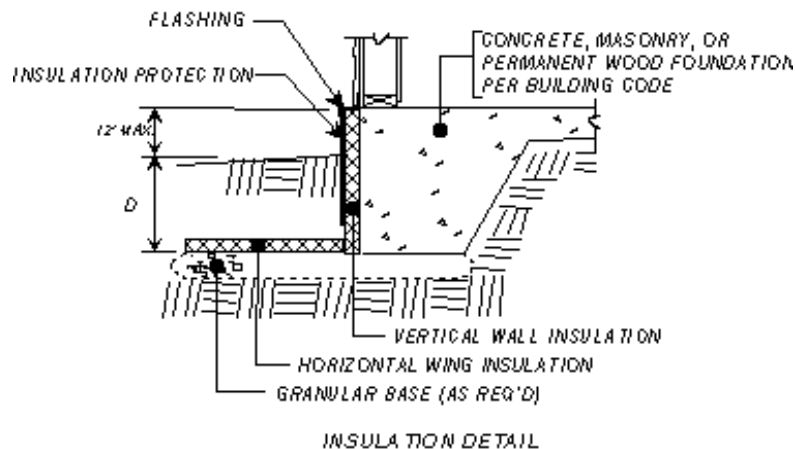 FLASHING
INSULATION PROTECTION
CONCRETE, MASONRY, OR
PERMANENT WOOD FOUNDATION
PER BUILDING CODE
12" MAX.
D
VERTICAL WALL INSULATION
HORIZONTAL WING INSULATION
GRANULAR BASE (AS REQ'D)
INSULATION DETAIL